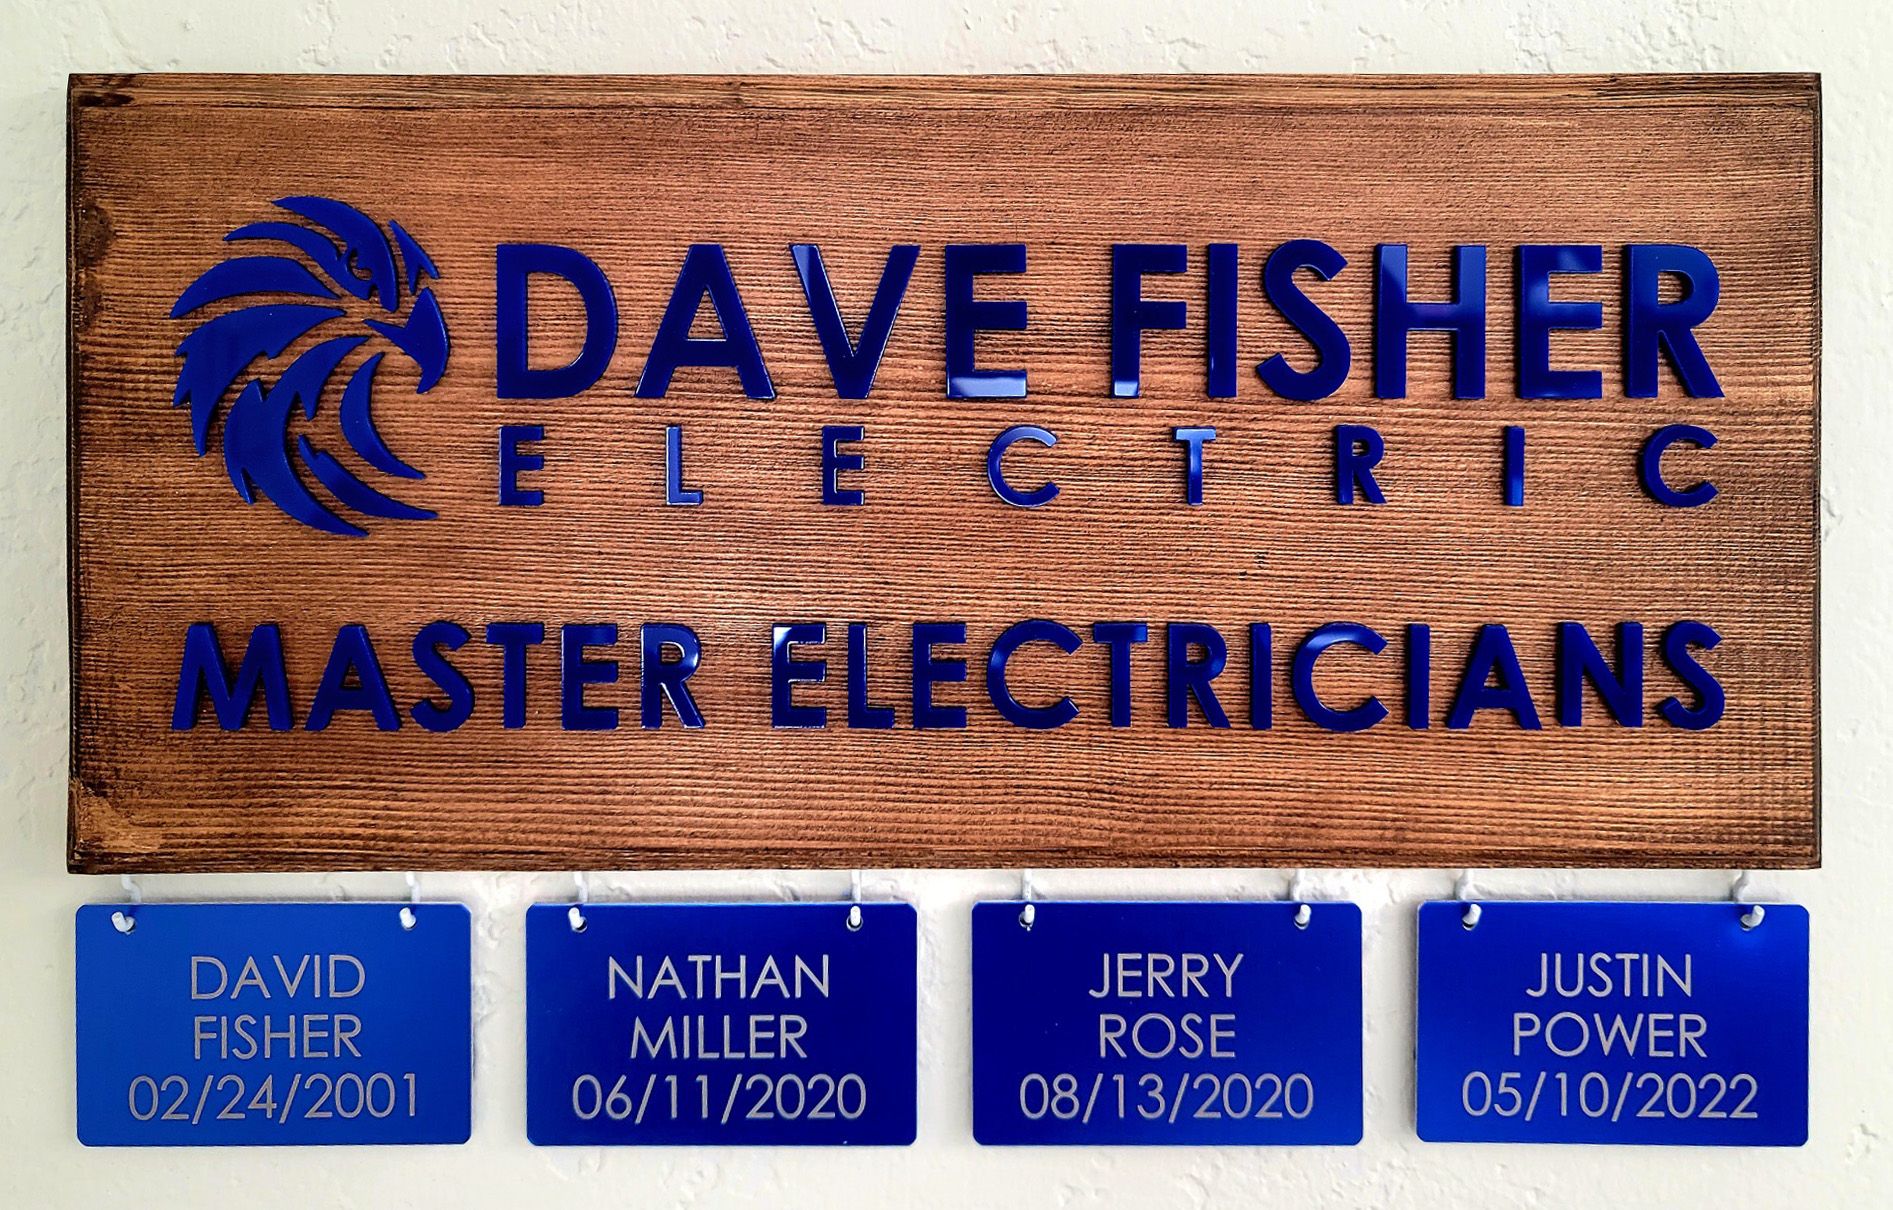 DAVE FISHER
ELECTRIC
MASTER ELECTRICIANS
DAVID
FISHER
02/24/2001
NATHAN
MILLER
06/11/2020
JERRY
ROSE
08/13/2020
JUSTIN
POWER
05/10/2022